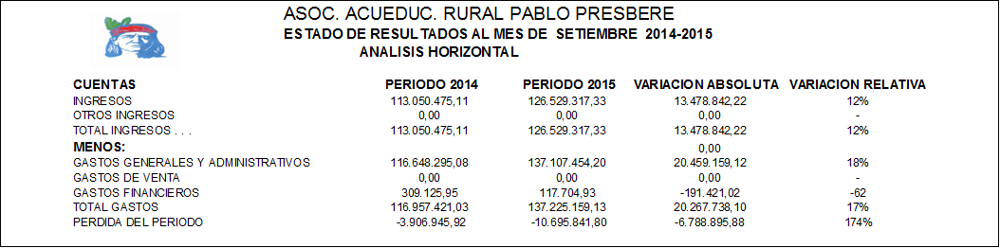 ASOC. ACUEDUC. RURAL PABLO PRESBERE
ESTADO DE RESULTADOS AL MES DE SETIEMBRE 2014-2015
ANALISIS HORIZONTAL
CUENTAS PERIODO 2014 PERIODO 2015 VARIACION ABSOLUTA VARIACION RELATIVA
INGRESOS 113.050.475,11 126.529.317,33 13.478.842,22 12%
OTROS INGRESOS 0,00 0,00 0,00 -
TOTAL INGRESOS . . . 113.050.475,11 126.529.317,33 13.478.842,22 12%
MENOS: 0,00
GASTOS GENERALES Y ADMINISTRATIVOS 116.648.295,08 137.107.454,20 20.459.159,12 18%
GASTOS DE VENTA 0,00 0,00 0,00 -
GASTOS FINANCIEROS 309.125,95 117.704,93 -191.421,02 -62
TOTAL GASTOS 116.957.421,03 137.225.159,13 20.267.738,10 17%
PERDIDA DEL PERIODO -3.906.945,92 -10.695.841,80 -6.788.895,88 174%